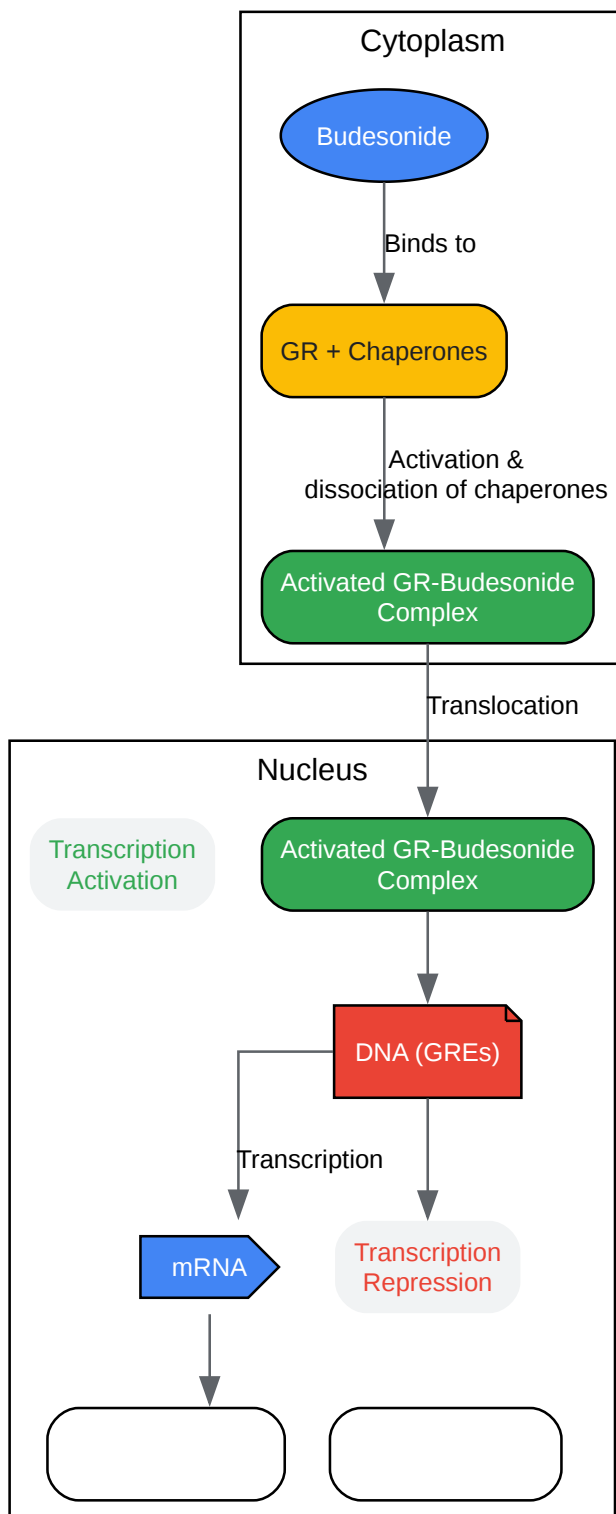 Cytoplasm
Budesonide
Binds to
GR + Chaperones
Activation &
dissociation of chaperones
Activated GR-Budesonide
Complex
Translocation
Nucleus
Transcription
Activation
Activated GR-Budesonide
Complex
DNA (GREs)
Transcription
mRNA
Transcription
Repression